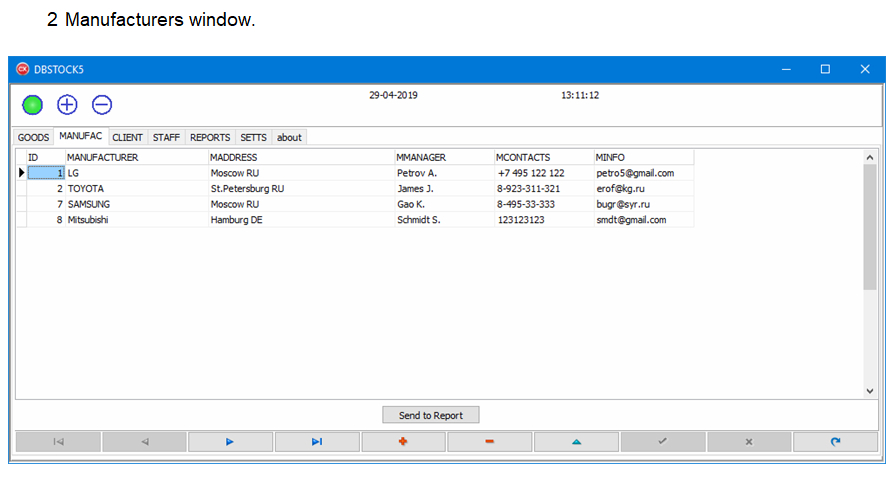 2 Manufacturers window.
DBSTOCK5
29-04-2019 13:11:12
GOODS MANUFAC CLIENT STAFF REPORTS SETTS about
ID MANUFACTURER MADDRESS MMANAGER MCONTACTS MINFO
1 LG Moscow RU Petrov A. +7 495 122 122 petro5@gmail.com
2 TOYOTA St.Petersburg RU James J. 8-923-311-321 erof@kg.ru
7 SAMSUNG Moscow RU Gao K. 8-495-33-333 bugr@syr.ru
8 Mitsubishi Hamburg DE Schmidt S. 123123123 smdt@gmail.com
Send to Report